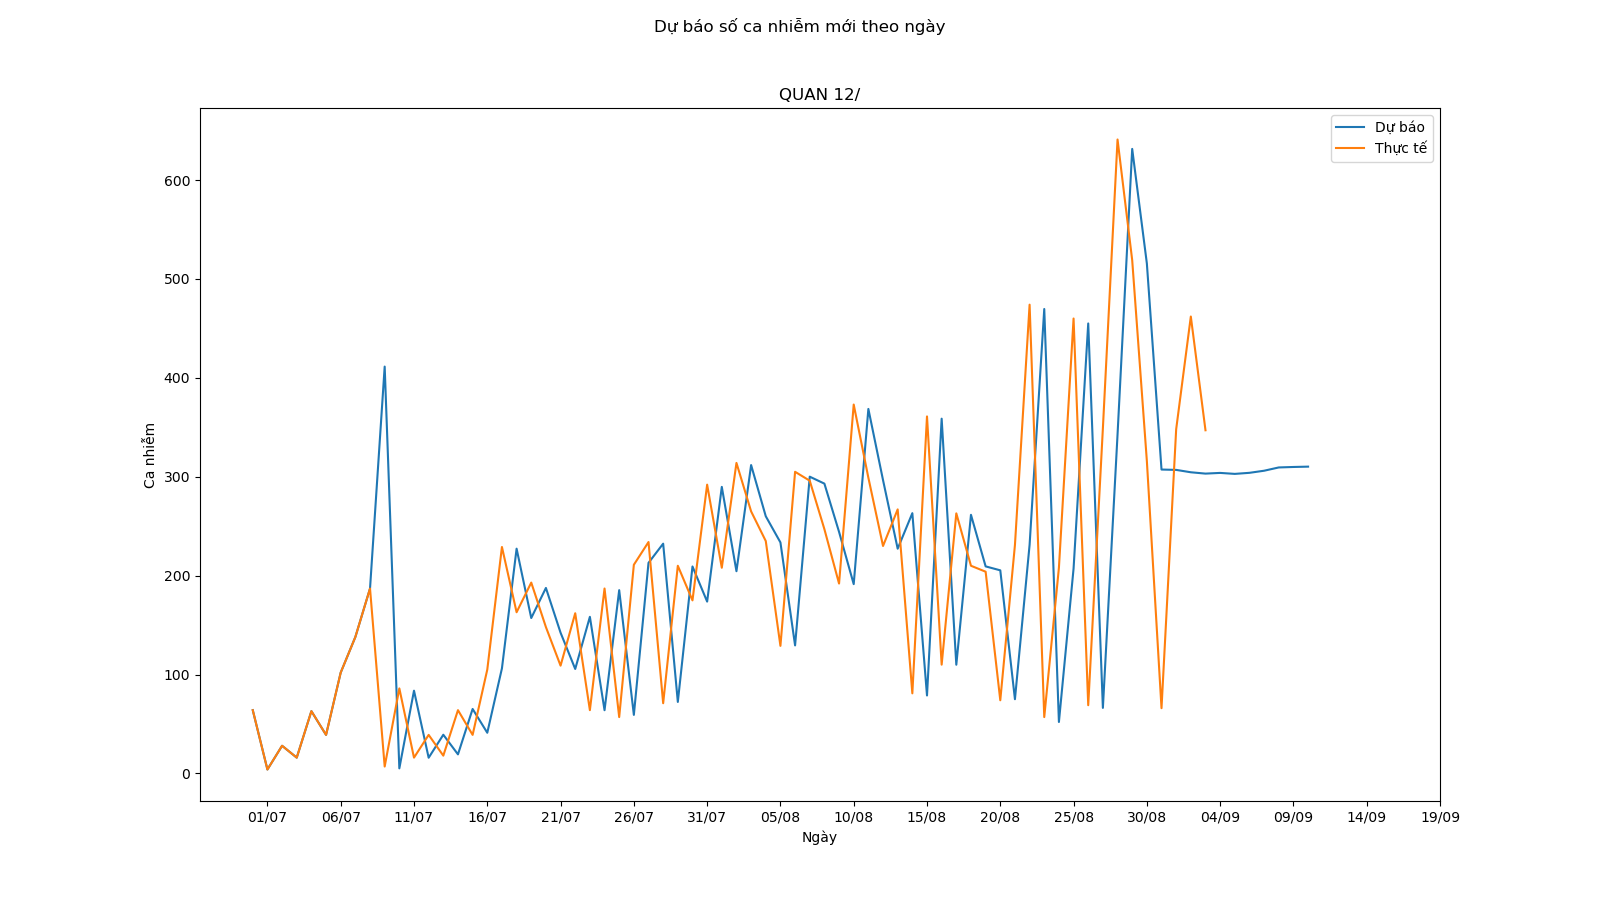 Dự báo số ca nhiễm mới theo ngày
QUAN 12/
Dự báo
Thực tế
600
500
400
300
200
100
0
Ca nhiễm
01/07 06/07 11/07 16/07 21/07 26/07 31/07 05/08 10/08 15/08 20/08 25/08 30/08 04/09 09/09 14/09 19/09
Ngày